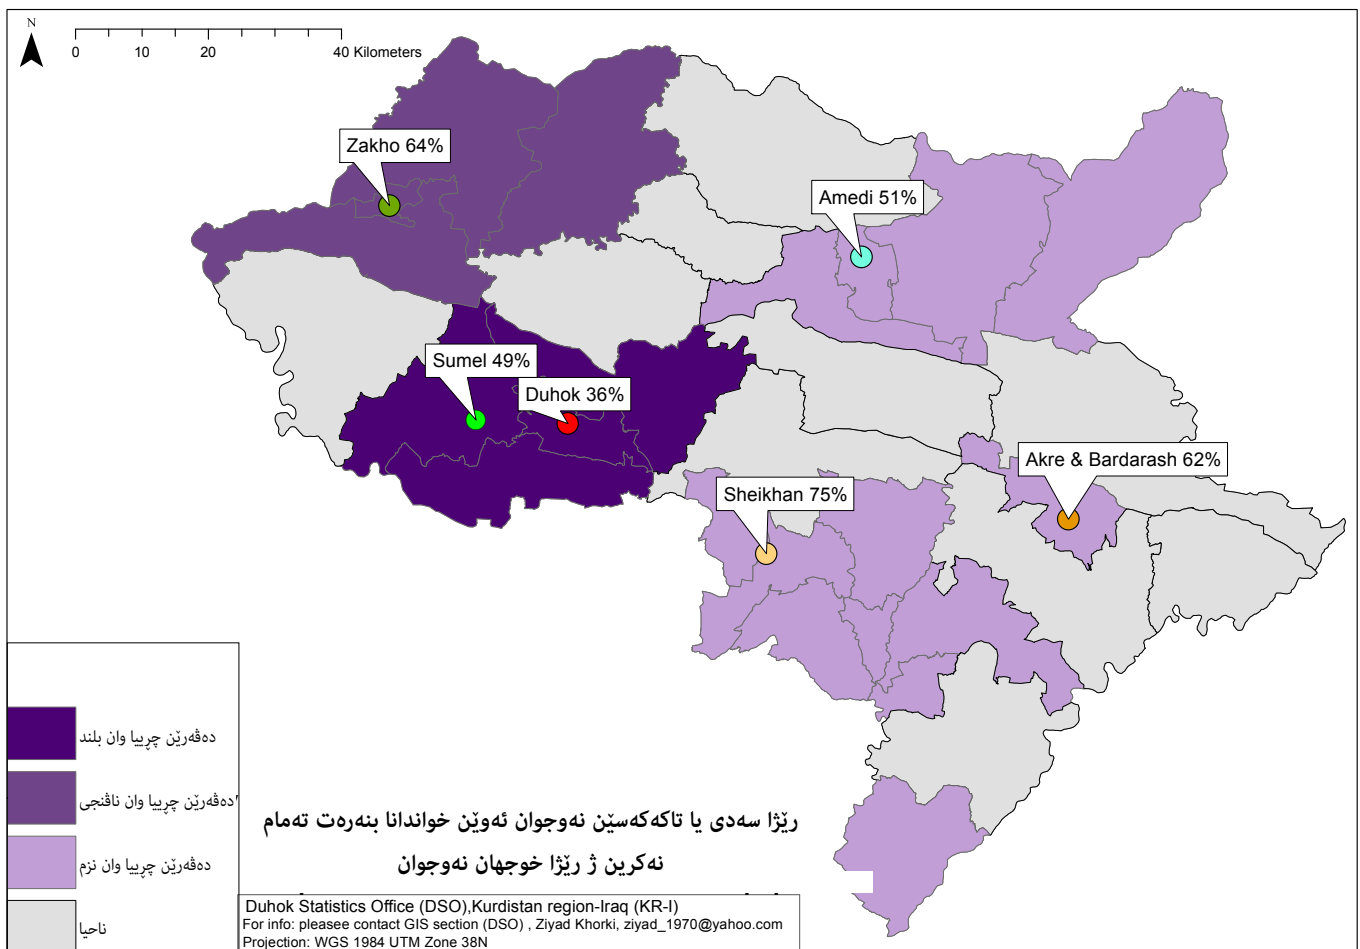 N
0 10 20 40 Kilometers
Zakho 64%
Amedi 51%
Sumel 49%
Duhok 36%
Akre & Bardarash 62%
Sheikhan 75%
دەڤەرێن چڕییا وان بلند
دەڤەرێن چڕییا وان ناڤنجی
دەڤەرێن چڕییا وان نزم
ناحیا
رێژا سەدی یا تاکەکەسێن نەوجوان ئەوێن خواندانا بنەرەت تەمام
نەکرین ژ رێژا خوجهان نەوجوان
Duhok Statistics Office (DSO),Kurdistan region-Iraq (KR-I)
For info: pleasee contact GIS section (DSO) , Ziyad Khorki, ziyad_1970@yahoo.com
Projection: WGS 1984 UTM Zone 38N